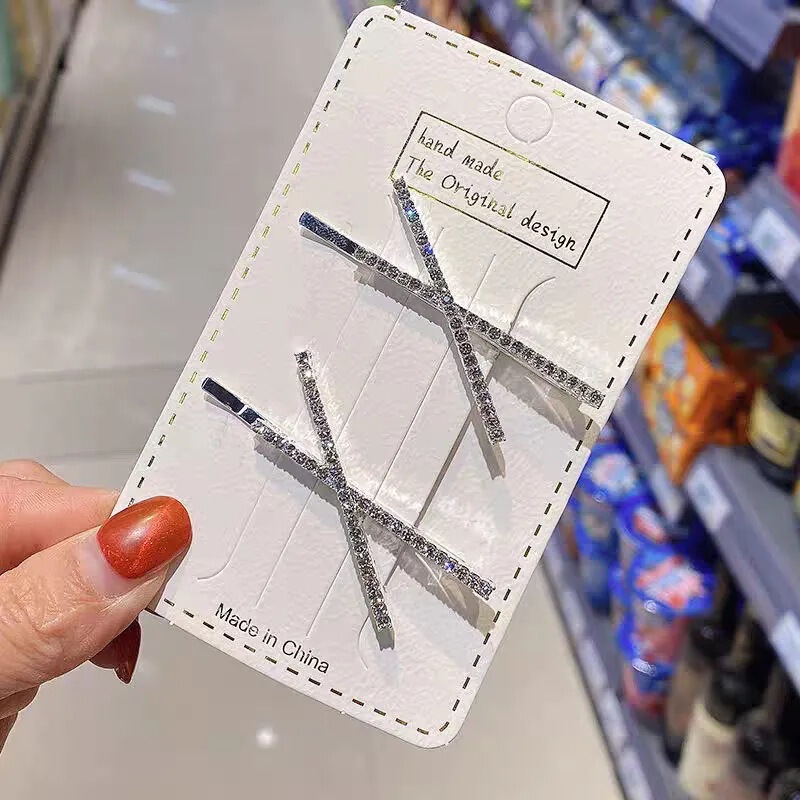 hand made
The Original design
Made in China